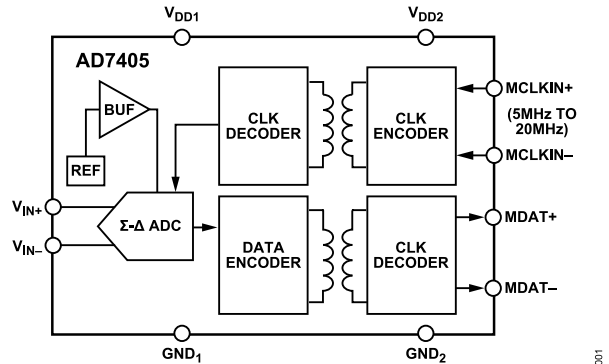 VDD1
VDD2
AD7405
BUF
REF
CLK
DECODER
CLK
ENCODER
MCLKIN+
(5MHz TO
20MHz)
MCLKIN–
VIN+
VIN–
Σ-Δ ADC
DATA
ENCODER
CLK
DECODER
MDAT+
MDAT–
GND1
GND2
001